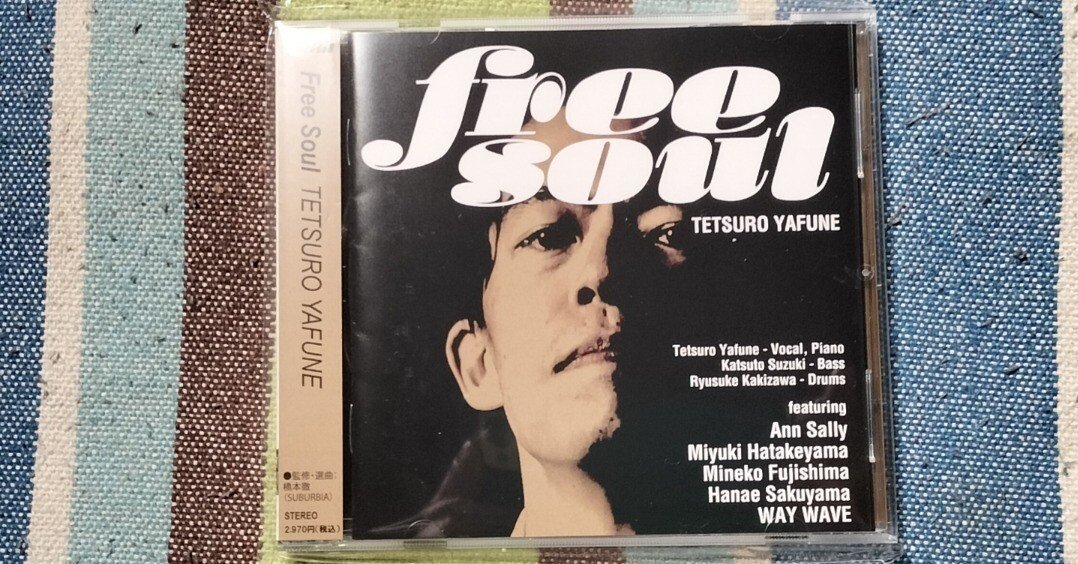 Free Soul TETSURO YAFUNE
●監修・選曲:
橋本徹
(SUBURBIA)
STEREO
2.970円(税込)
free
soul
TETSURO YAFUNE
Tetsuro Yafune - Vocal, Piano
Katsuto Suzuki - Bass
Ryusuke Kakizawa - Drums
featuring
Ann Sally
Miyuki Hatakeyama
Mineko Fujishima
Hanae Sakuyama
WAY WAVE